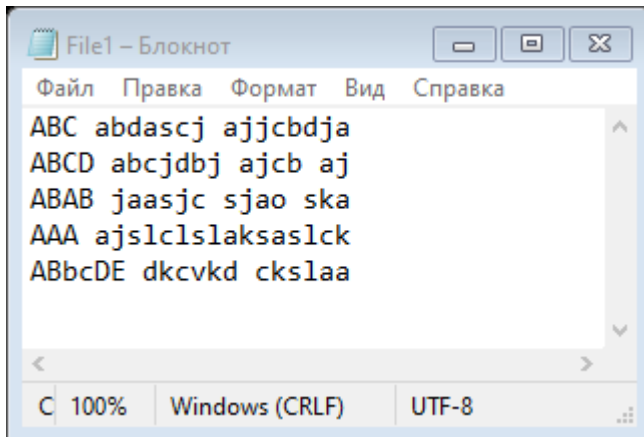 File1 – Блокнот
Файл Правка Формат Вид Справка
ABC abdascj ajjcbdja
ABCD abcjdbj ajcb aj
ABAB jaasjc sjao ska
AAA ajslclslaksaslck
ABbcDE dkcvkd ckslaa
С 100% Windows (CRLF) UTF-8